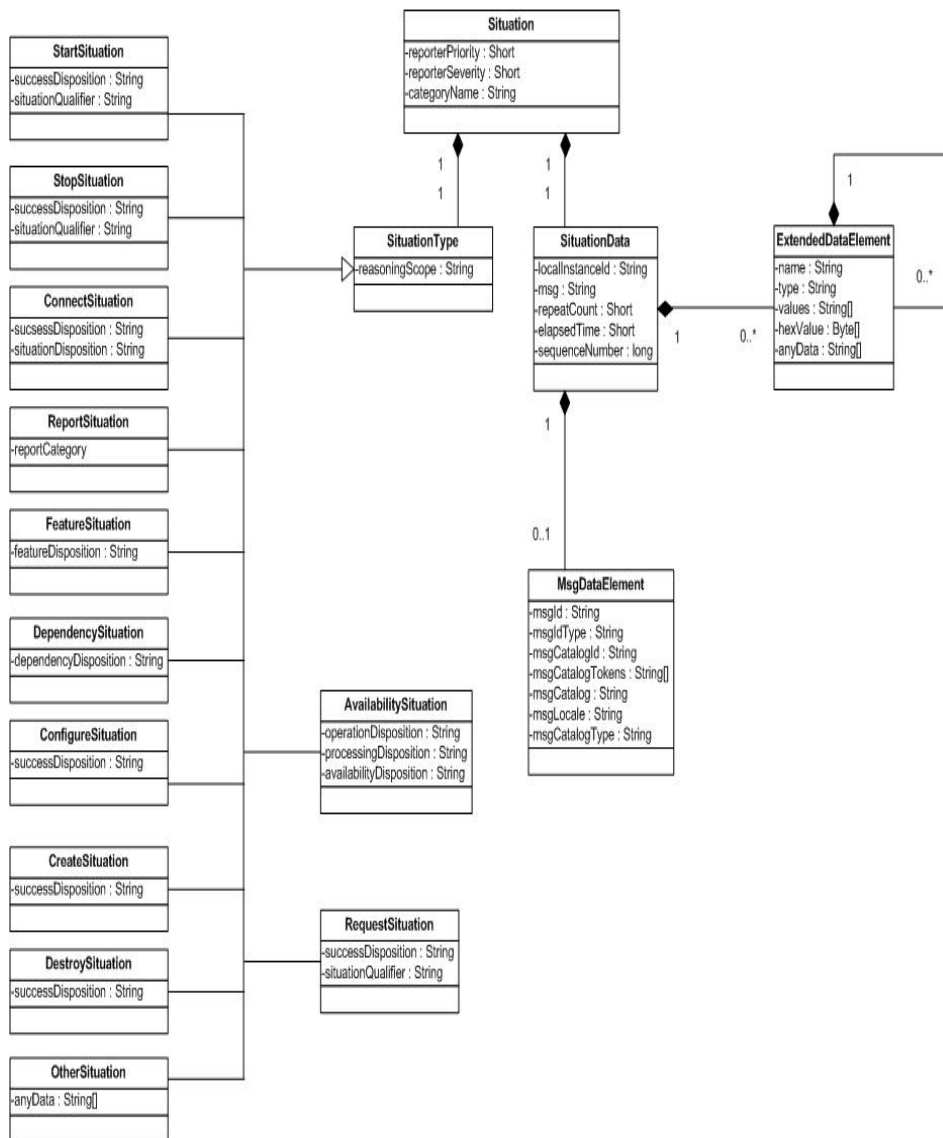 Situation
-reporterPriority : Short
-reporterSeverity : Short
-categoryName : String
StartSituation
-successDisposition : String
-situationQualifier : String
StopSituation
-successDisposition : String
-situationQualifier : String
ConnectSituation
-sucsessDisposition : String
-situationDisposition : String
ReportSituation
-reportCategory
FeatureSituation
-featureDisposition : String
DependencySituation
-dependencyDisposition : String
ConfigureSituation
-successDisposition : String
CreateSituation
-successDisposition : String
DestroySituation
-successDisposition : String
OtherSituation
-anyData : String[]
1
1
1
1
SituationType
-reasoningScope : String
SituationData
-localInstanceId : String
-msg : String
-repeatCount : Short
-elapsedTime : Short
-sequenceNumber : long
1
0..*
1
ExtendedDataElement
-name : String
-type : String
-values : String[]
-hexValue : Byte[]
-anyData : String[]
0..*
1
0..1
MsgDataElement
-msgId : String
-msgIdType : String
-msgCatalogId : String
-msgCatalogTokens : String[]
-msgCatalog : String
-msgLocale : String
-msgCatalogType : String
AvailabilitySituation
-operationDisposition : String
-processingDisposition : String
-availabilityDisposition : String
RequestSituation
-successDisposition : String
-situationQualifier : String